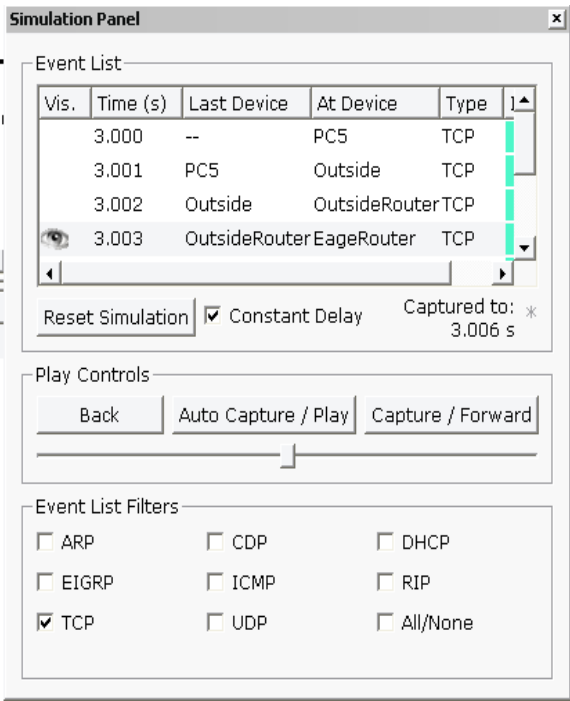 Simulation Panel
Event List
Vis. Time (s) Last Device At Device Type
3.000 -- PC5 TCP
3.001 PC5 Outside TCP
3.002 Outside OutsideRouter TCP
3.003 OutsideRouter EageRouter TCP
Reset Simulation Constant Delay Captured to: *
3.006 s
Play Controls
Back Auto Capture / Play Capture / Forward
Event List Filters
ARP CDP DHCP
EIGRP ICMP RIP
TCP UDP All/None